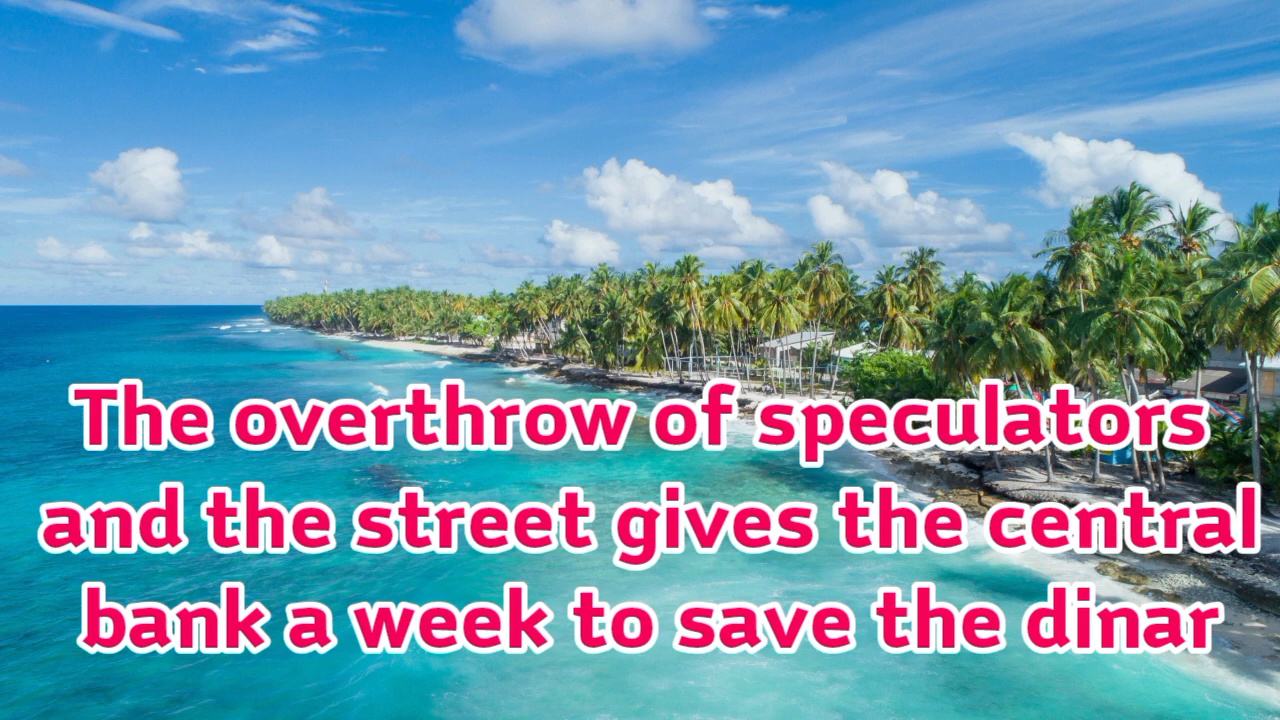 The overthrow of speculators
and the street gives the central
bank a week to save the dinar